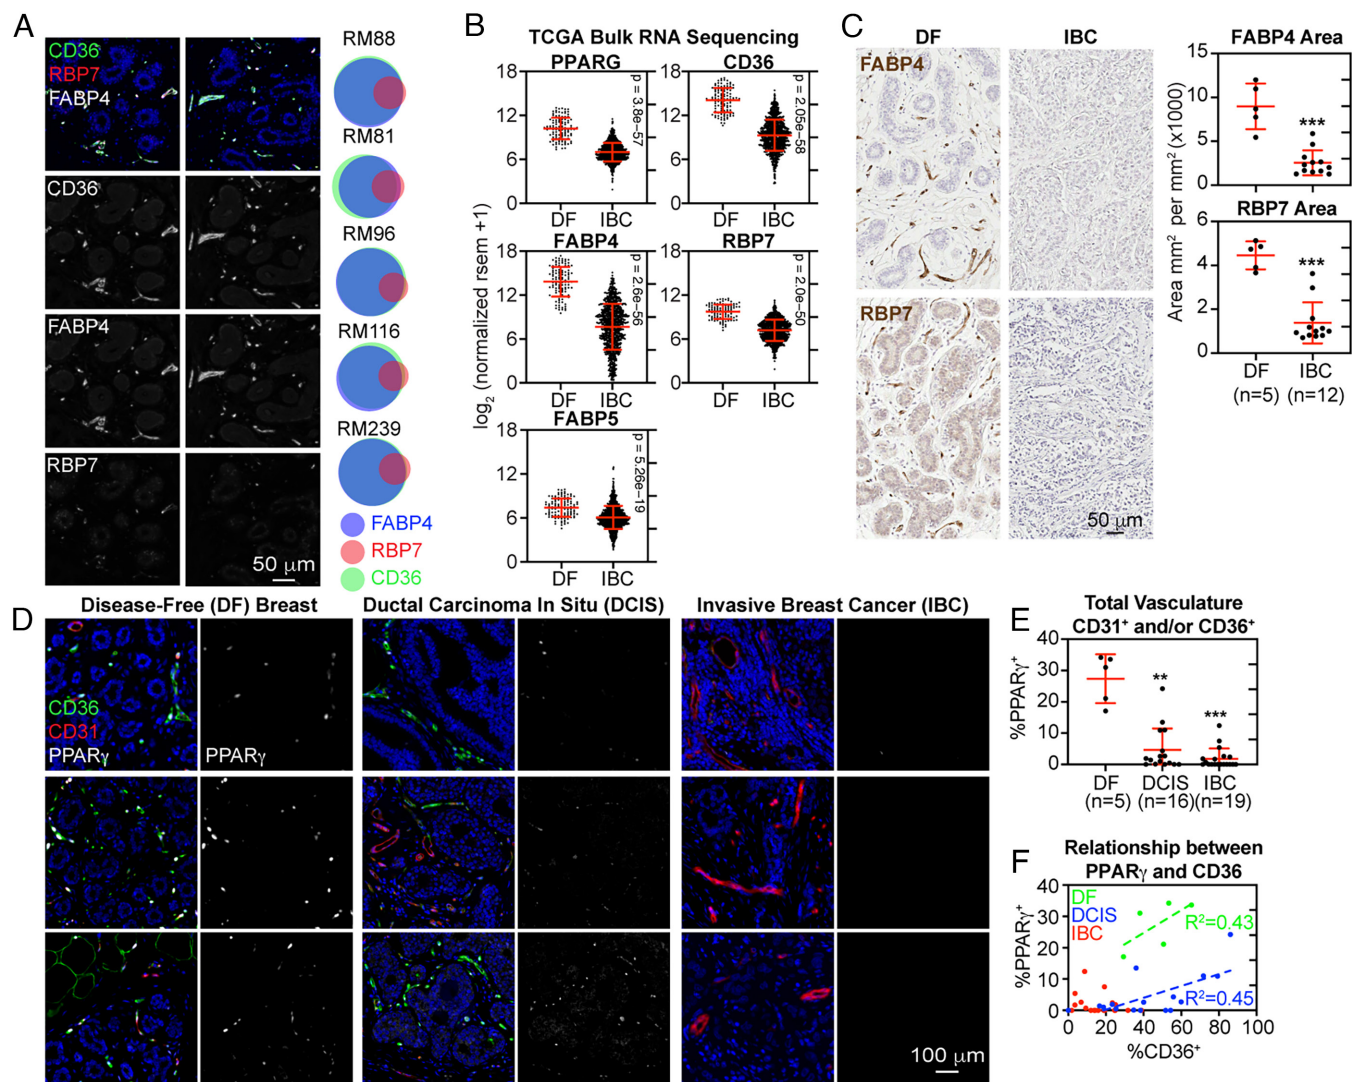 A
CD36
RBP7
FABP4
CD36
FABP4
RBP7
50 μm
RM88
RM81
RM96
RM116
RM239
FABP4
RBP7
CD36
B
TCGA Bulk RNA Sequencing
log2 (normalized rsem +1)
PPARG
18
12
6
0
DF IBC
p = 3.8e−57
CD36
18
12
6
0
DF IBC
p = 2.05e−58
FABP4
18
12
6
0
DF IBC
p = 2.6e−56
RBP7
18
12
6
0
DF IBC
p = 2.0e−50
FABP5
18
12
6
0
DF IBC
p = 5.26e−19
C
DF IBC
FABP4
RBP7
50 μm
Area mm² per mm² (x1000)
FABP4 Area
15
10
5
0
***
RBP7 Area
6
4
2
0
***
DF IBC
(n=5) (n=12)
D
Disease-Free (DF) Breast
CD36
CD31
PPARγ
PPARγ
Ductal Carcinoma In Situ (DCIS)
Invasive Breast Cancer (IBC)
100 μm
E
Total Vasculature
CD31⁺ and/or CD36⁺
%PPARγ⁺
40
30
20
10
0
**
***
DF DCIS IBC
(n=5) (n=16) (n=19)
F
Relationship between
PPARγ and CD36
%PPARγ⁺
40
30
20
10
0
DF
DCIS
IBC
R²=0.43
R²=0.45
0 20 40 60 80 100
%CD36⁺